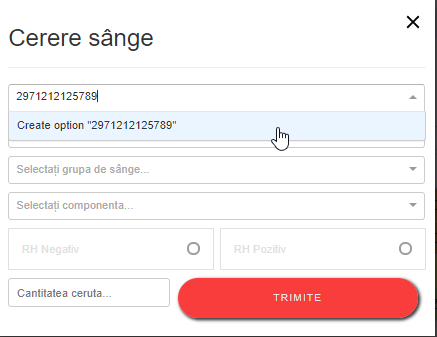 Cerere sânge
2971212125789
Create option "2971212125789"
Selectați grupa de sânge...
Selectați componenta...
RH Negativ
RH Pozitiv
Cantitatea ceruta...
TRIMITE